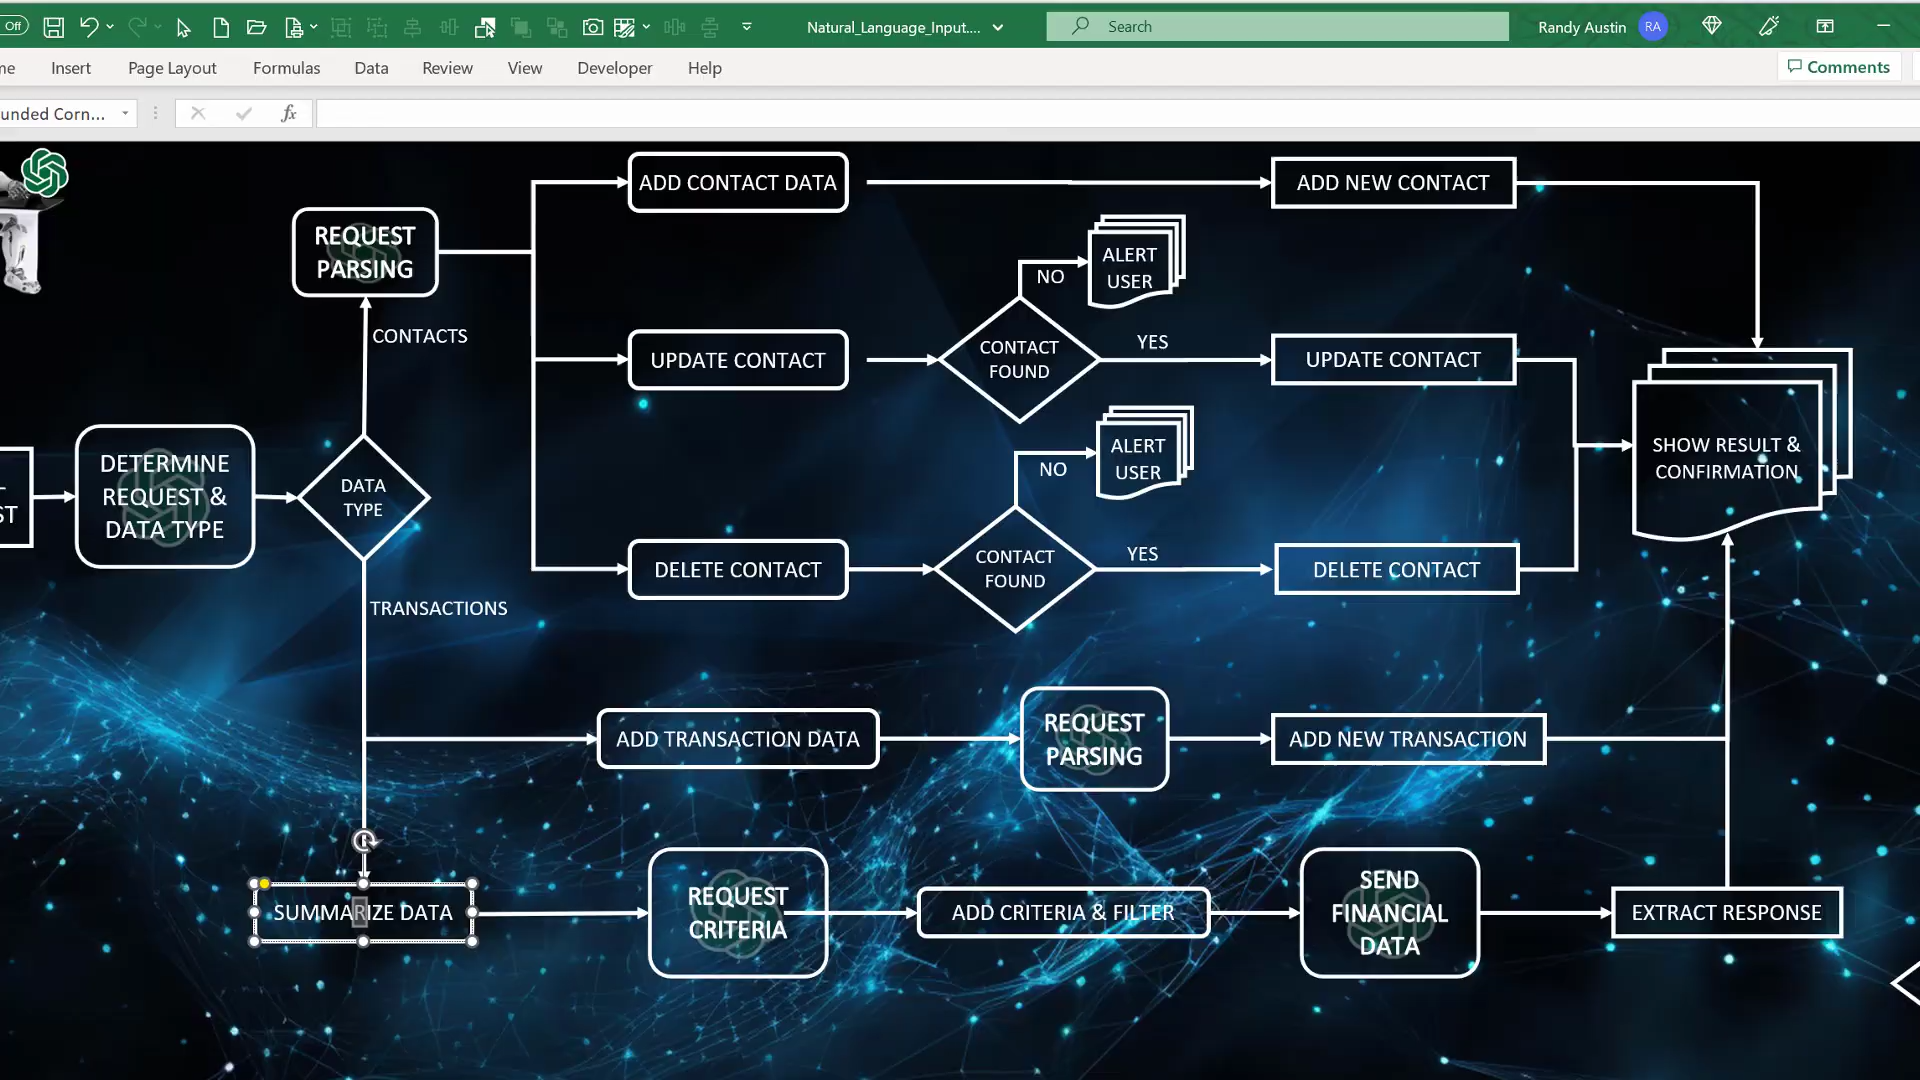 Off
Natural_Language_Input....
Search
Randy Austin
RA
me
Insert
Page Layout
Formulas
Data
Review
View
Developer
Help
Comments
unded Corn...
fx
ADD CONTACT DATA
ADD NEW CONTACT
REQUEST
PARSING
ALERT
USER
NO
CONTACTS
CONTACT
FOUND
YES
UPDATE CONTACT
UPDATE CONTACT
DETERMINE
REQUEST &
DATA TYPE
ST
DATA
TYPE
ALERT
USER
NO
SHOW RESULT &
CONFIRMATION
DELETE CONTACT
CONTACT
FOUND
YES
DELETE CONTACT
TRANSACTIONS
ADD TRANSACTION DATA
REQUEST
PARSING
ADD NEW TRANSACTION
SUMMARIZE DATA
REQUEST
CRITERIA
ADD CRITERIA & FILTER
SEND
FINANCIAL
DATA
EXTRACT RESPONSE